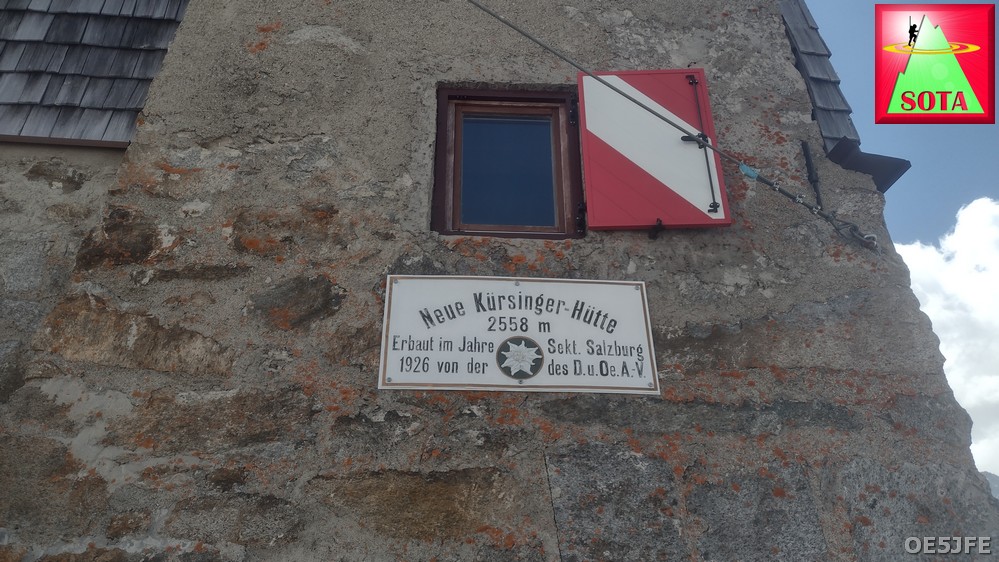 SOTA
Neue Kürsinger-Hütte
2558 m
Erbaut im Jahre Sekt. Salzburg
1926 von der des D.u.Oe.A.-V.
OE5JFE